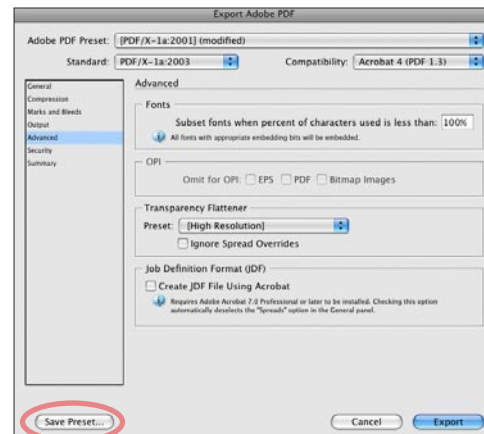 Export Adobe PDF
Adobe PDF Preset: [PDF/X-1a:2001] (modified)
Standard: PDF/X-1a:2003 Compatibility: Acrobat 4 (PDF 1.3)
General
Compression
Marks and Bleeds
Output
Advanced
Security
Summary
Advanced
Fonts
Subset fonts when percent of characters used is less than: 100%
All fonts with appropriate embedding bits will be embedded.
OPI
Omit for OPI: EPS PDF Bitmap Images
Transparency Flattener
Preset: [High Resolution]
Ignore Spread Overrides
Job Definition Format (JDF)
Create JDF File Using Acrobat
Requires Adobe Acrobat 7.0 Professional or later to be installed. Checking this option
automatically deselects the "Spreads" option in the General panel.
Save Preset... Cancel Export